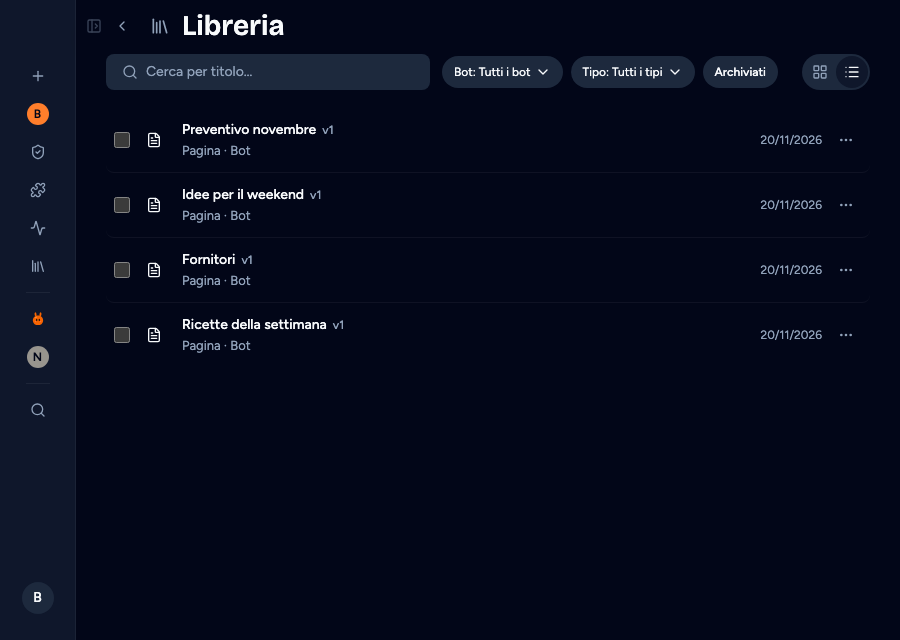 Libreria
Cerca per titolo...
Bot: Tutti i bot
Tipo: Tutti i tipi
Archiviati
B
Preventivo novembre v1
Pagina · Bot
20/11/2026
Idee per il weekend v1
Pagina · Bot
20/11/2026
Fornitori v1
Pagina · Bot
20/11/2026
Ricette della settimana v1
Pagina · Bot
20/11/2026
N
B